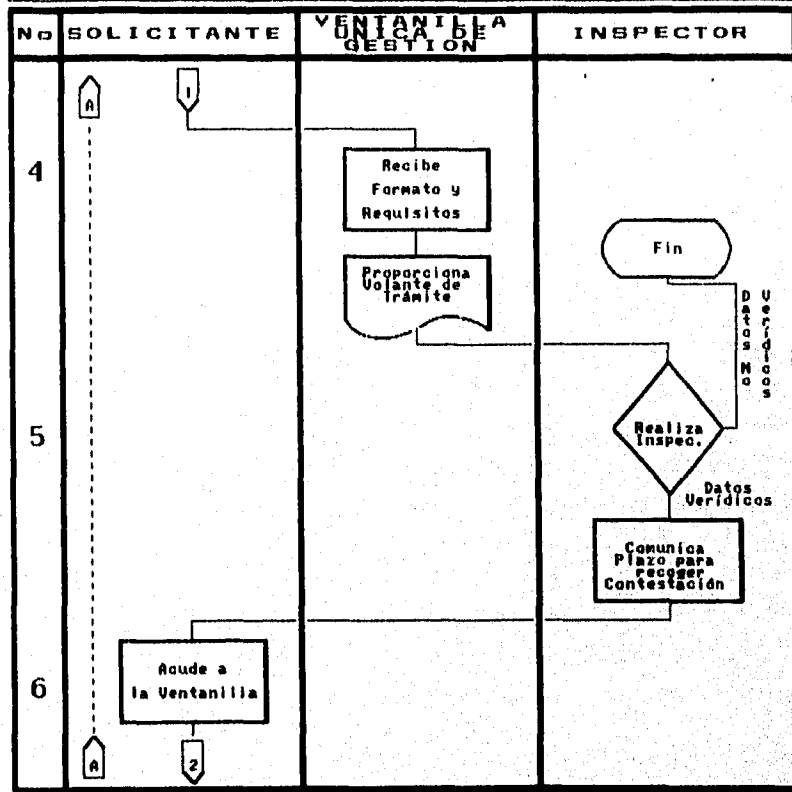 No
SOLICITANTE
VENTANILLA
UNICA DE
GESTION
INSPECTOR
A
1
4
Recibe
Formato y
Requisitos
Fin
Proporciona
Volante de
Trámite
Datos No
Verídicos
5
Realiza
Inspec.
Datos
Verídicos
Comunica
Plazo para
recoger
Contestación
6
Acude a
la Ventanilla
A
2